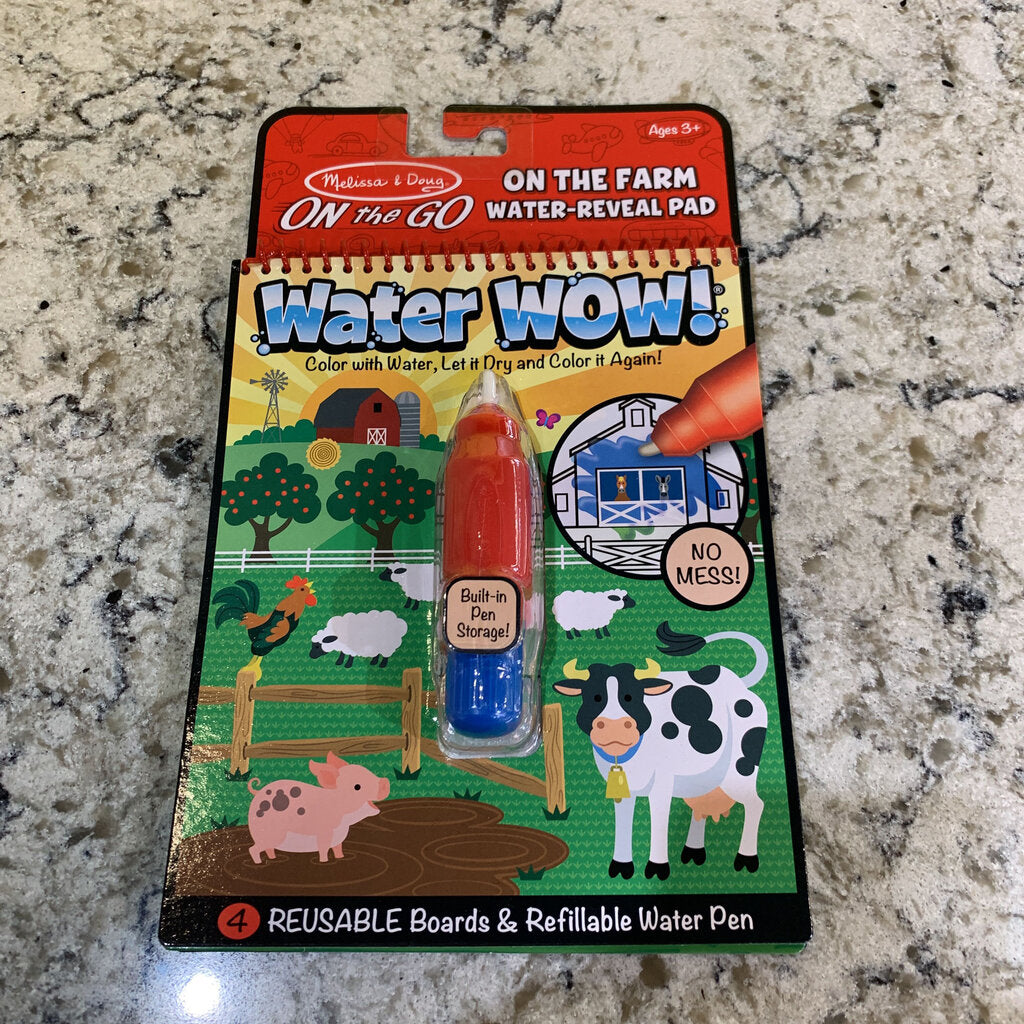 Ages 3+
Melissa & Doug
ON the GO
ON THE FARM
WATER-REVEAL PAD
Water WOW!®
Color with Water, Let it Dry and Color it Again!
NO
MESS!
Built-in
Pen
Storage!
4 REUSABLE Boards & Refillable Water Pen